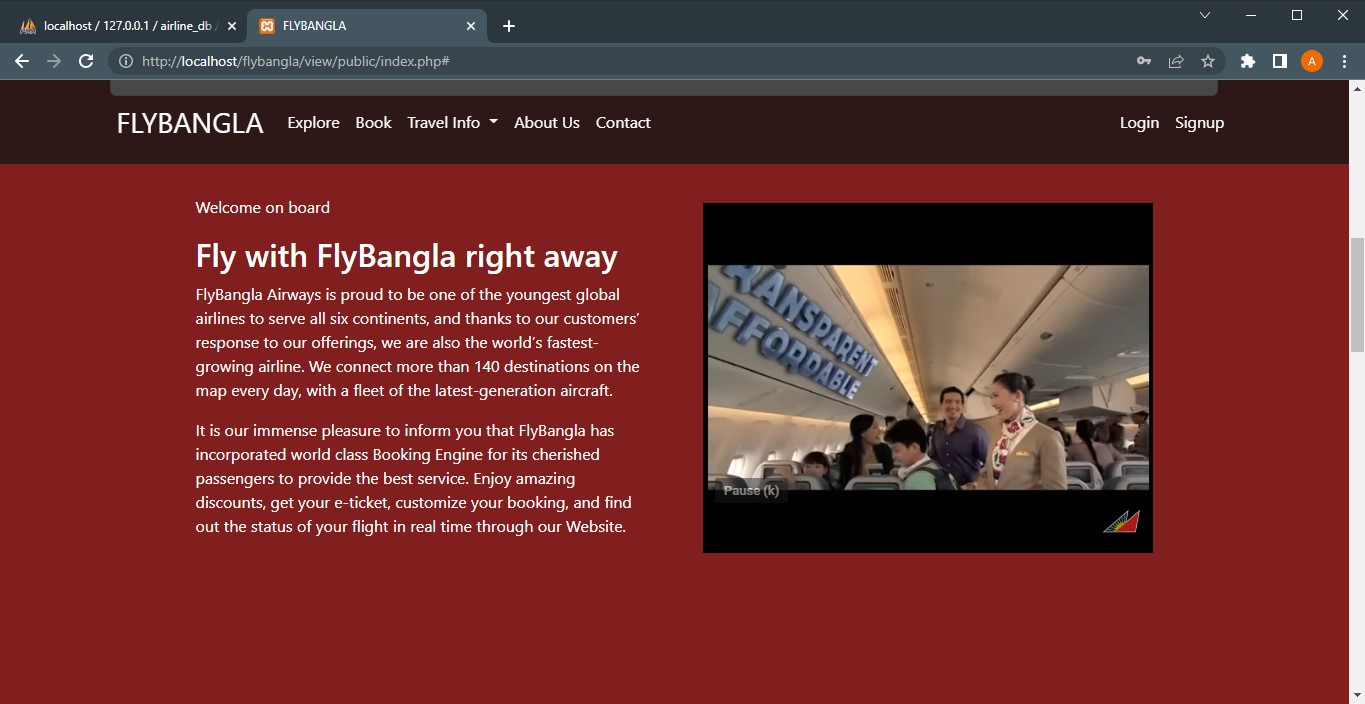 localhost / 127.0.0.1 / airline_db /
FLYBANGLA
http://localhost/flybangla/view/public/index.php#
A
FLYBANGLA Explore Book Travel Info About Us Contact Login Signup
Welcome on board
Fly with FlyBangla right away
FlyBangla Airways is proud to be one of the youngest global
airlines to serve all six continents, and thanks to our customers’
response to our offerings, we are also the world’s fastest-
growing airline. We connect more than 140 destinations on the
map every day, with a fleet of the latest-generation aircraft.
It is our immense pleasure to inform you that FlyBangla has
incorporated world class Booking Engine for its cherished
passengers to provide the best service. Enjoy amazing
discounts, get your e-ticket, customize your booking, and find
out the status of your flight in real time through our Website.
RANSPARENT
AFFORDABLE
Pause (k)